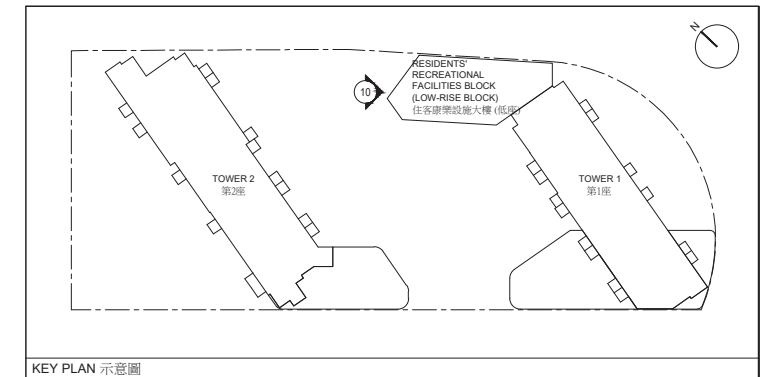 N
RESIDENTS'
RECREATIONAL
FACILITIES BLOCK
(LOW-RISE BLOCK)
住客康樂設施大樓 (低座)
10
TOWER 2
第2座
TOWER 1
第1座
KEY PLAN 示意圖